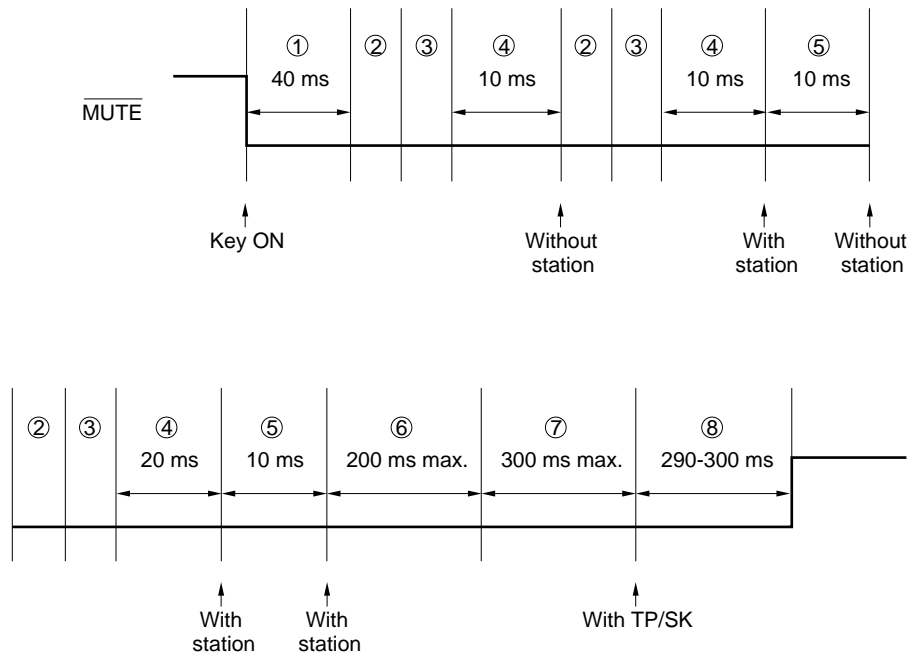 ① ② ③ ④ ② ③ ④ ⑤
40 ms 10 ms 10 ms 10 ms
MUTE
Key ON Without station With station Without station
② ③ ④ ⑤ ⑥ ⑦ ⑧
20 ms 10 ms 200 ms max. 300 ms max. 290-300 ms
With station With station With TP/SK